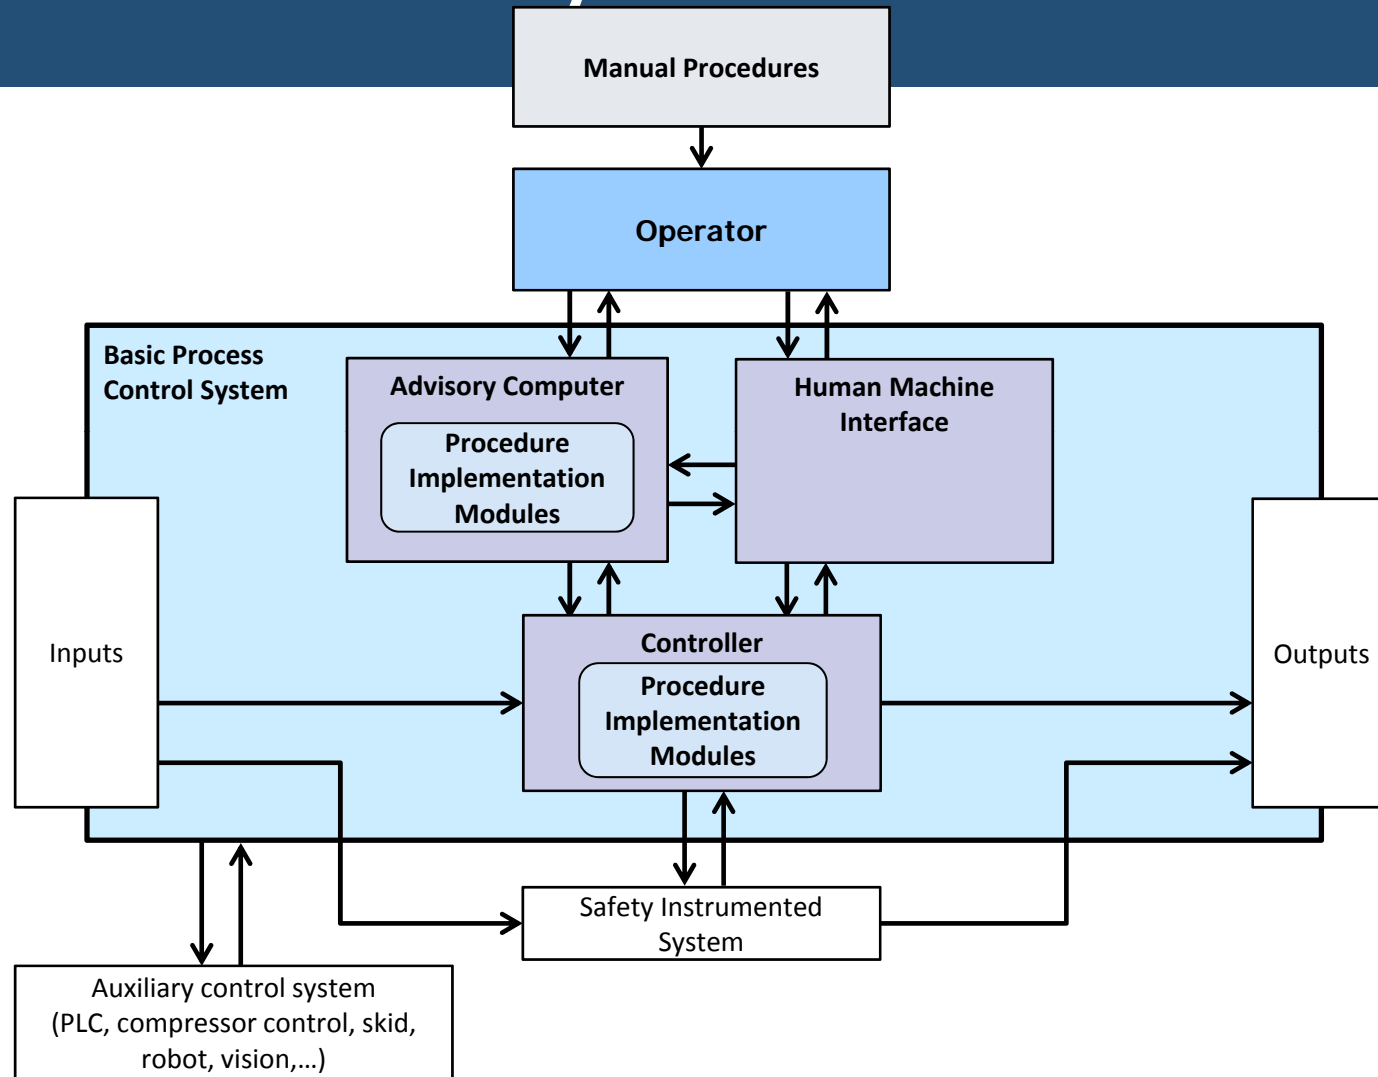 Manual Procedures
Operator
Basic Process
Control System
Advisory Computer
Procedure
Implementation
Modules
Human Machine
Interface
Inputs
Controller
Procedure
Implementation
Modules
Outputs
Safety Instrumented
System
Auxiliary control system
(PLC, compressor control, skid,
robot, vision,...)